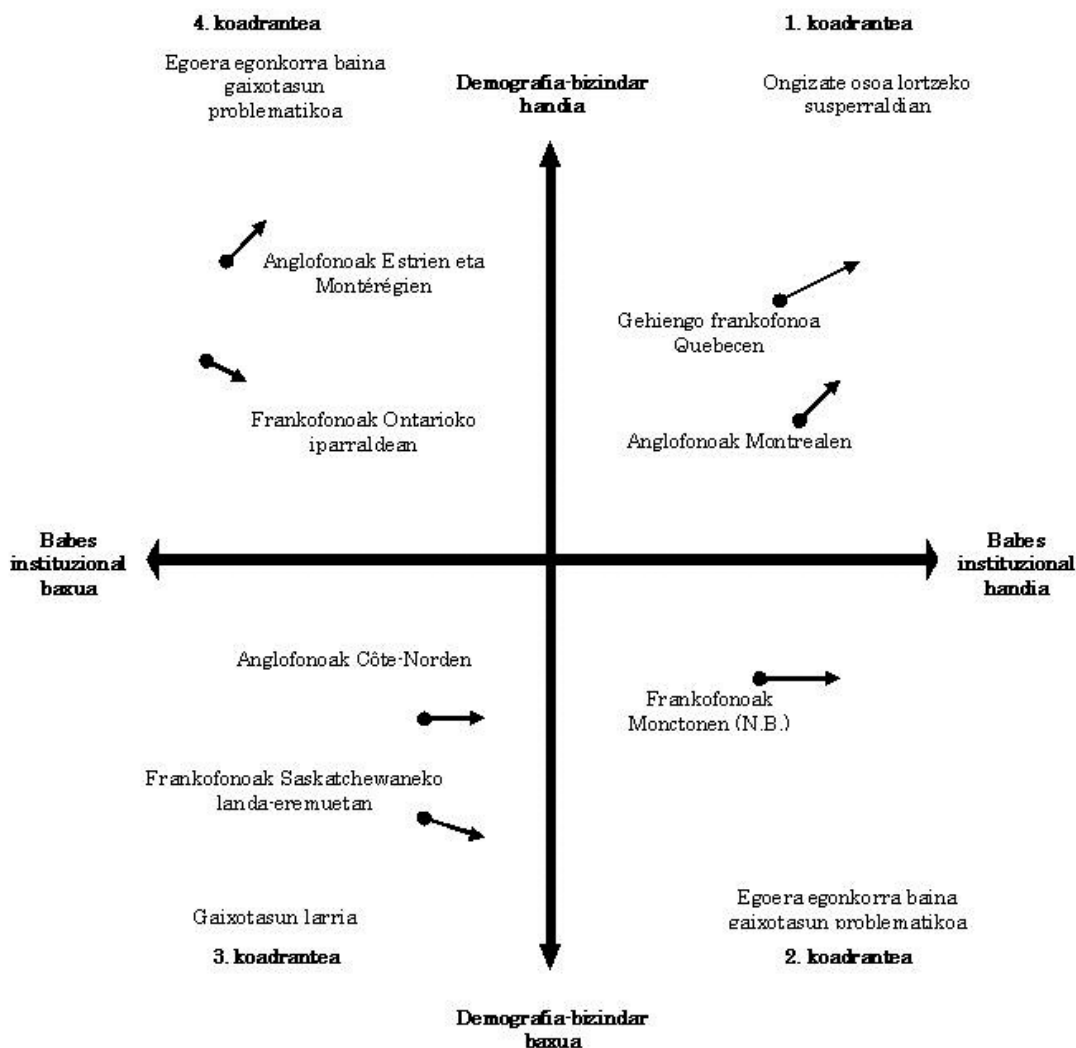 4. koadrantea
Egoera egonkorra baina
gaixotasun
problematikoa
Demografia-bizindar
handia
1. koadrantea
Ongizate osoa lortzeko
susperraldian
Anglofonoak Estrien eta
Montérégien
Gehiengo frankofonoa
Quebecen
Frankofonoak Ontarioko
iparraldean
Anglofonoak Montrealen
Babes
instituzional
baxua
Babes
instituzional
handia
Anglofonoak Côte-Norden
Frankofonoak
Monctonen (N.B.)
Frankofonoak Saskatchewaneko
landa-eremuetan
Gaixotasun larria
3. koadrantea
Egoera egonkorra baina
gaixotasun problematikoa
2. koadrantea
Demografia-bizindar
baxua